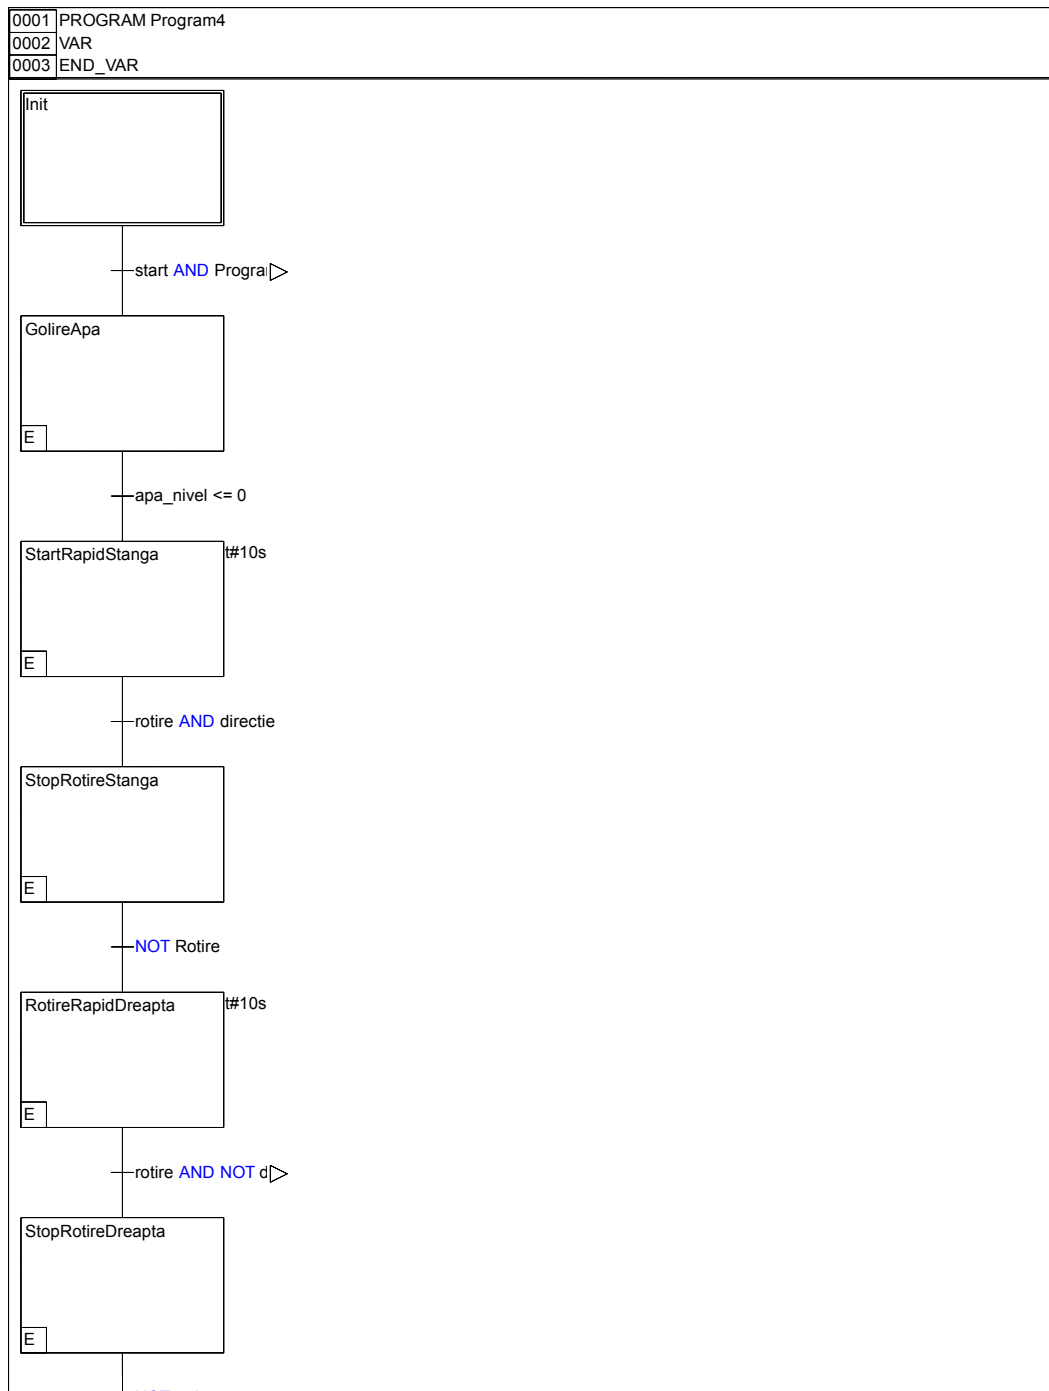 0001 PROGRAM Program4
0002 VAR
0003 END_VAR
Init
start AND Progra
GolireApa
E
apa_nivel <= 0
StartRapidStanga t#10s
E
rotire AND directie
StopRotireStanga
E
NOT Rotire
RotireRapidDreapta t#10s
E
rotire AND NOT d
StopRotireDreapta
E